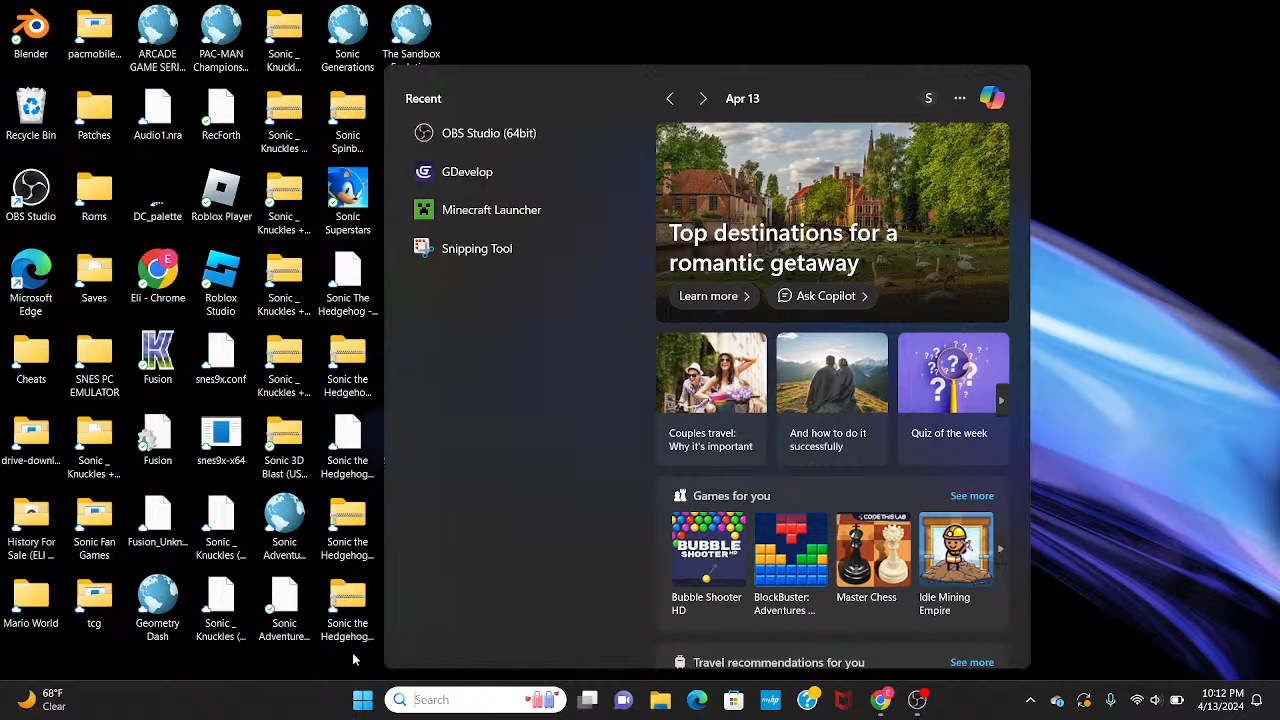 Blender
pacmobile...
ARCADE
GAME SERI...
PAC-MAN
Champions...
Sonic _
Knuckl...
Sonic
Generations
The Sandbox
Recycle Bin
Patches
Audio1.nra
RecForth
Sonic _
Knuckles ...
Sonic
Spinb...
OBS Studio
Roms
DC_palette
Roblox Player
Sonic _
Knuckles +...
Sonic
Superstars
Microsoft
Edge
Saves
Eli - Chrome
Roblox
Studio
Sonic _
Knuckles +...
Sonic The
Hedgehog -...
Cheats
SNES PC
EMULATOR
Fusion
snes9x.conf
Sonic _
Knuckles +...
Sonic the
Hedgeho...
drive-downl...
Sonic _
Knuckles +...
Fusion
snes9x-x64
Sonic 3D
Blast (US...
Sonic the
Hedgehog...
History For
Sale (ELI ...
Sonic Fan
Games
Fusion_Unkn...
Sonic _
Knuckles (...
Sonic
Adventu...
Sonic the
Hedgehog...
Mario World
tcg
Geometry
Dash
Sonic _
Knuckles (...
Sonic
Adventure...
Sonic the
Hedgehog...
Recent
OBS Studio (64bit)
GDevelop
Minecraft Launcher
Snipping Tool
Apr 13
S
Top destinations for a
romantic getaway
Learn more
Ask Copilot
Couples travel:
Why it's important
And how to do it
successfully
Quiz of the week
Games for you
See more
BUBBLE
SHOOTER HD
CODETHISLAB
Bubble Shooter
HD
BlockBuster:
Adventures ...
Master Chess
Idle Mining
Empire
Travel recommendations for you
See more
68°F
Clear
Search
myhp
10:12 PM
4/13/2024